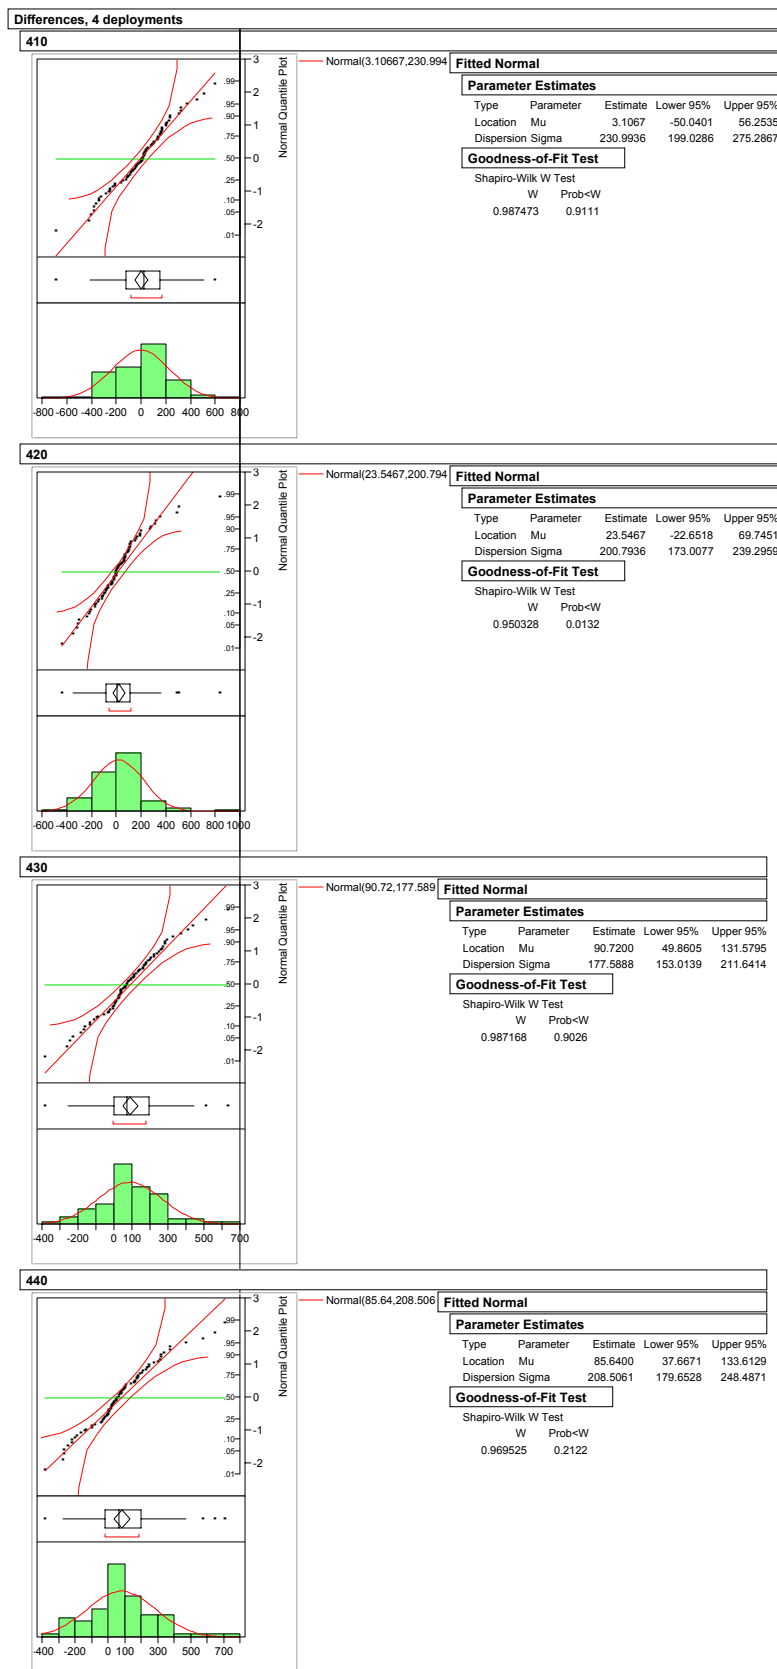 Differences, 4 deployments
410
3
2
1
0
-1
-2
.99
.95
.90
.75
.50
.25
.10
.05
.01
Normal Quantile Plot
-800 -600 -400 -200 0 200 400 600 800
Normal(3.10667,230.994
Fitted Normal
Parameter Estimates
Type Parameter Estimate Lower 95% Upper 95%
Location Mu 3.1067 -50.0401 56.2535
Dispersion Sigma 230.9936 199.0286 275.2867
Goodness-of-Fit Test
Shapiro-Wilk W Test
W Prob<W
0.987473 0.9111
420
3
2
1
0
-1
-2
.99
.95
.90
.75
.50
.25
.10
.05
.01
Normal Quantile Plot
-600 -400 -200 0 200 400 600 800 1000
Normal(23.5467,200.794
Fitted Normal
Parameter Estimates
Type Parameter Estimate Lower 95% Upper 95%
Location Mu 23.5467 -22.6518 69.7451
Dispersion Sigma 200.7936 173.0077 239.2959
Goodness-of-Fit Test
Shapiro-Wilk W Test
W Prob<W
0.950328 0.0132
430
3
2
1
0
-1
-2
.99
.95
.90
.75
.50
.25
.10
.05
.01
Normal Quantile Plot
-400 -200 0 100 300 500 700
Normal(90.72,177.589
Fitted Normal
Parameter Estimates
Type Parameter Estimate Lower 95% Upper 95%
Location Mu 90.7200 49.8605 131.5795
Dispersion Sigma 177.5888 153.0139 211.6414
Goodness-of-Fit Test
Shapiro-Wilk W Test
W Prob<W
0.987168 0.9026
440
3
2
1
0
-1
-2
.99
.95
.90
.75
.50
.25
.10
.05
.01
Normal Quantile Plot
-400 -200 0 100 300 500 700
Normal(85.64,208.506
Fitted Normal
Parameter Estimates
Type Parameter Estimate Lower 95% Upper 95%
Location Mu 85.6400 37.6671 133.6129
Dispersion Sigma 208.5061 179.6528 248.4871
Goodness-of-Fit Test
Shapiro-Wilk W Test
W Prob<W
0.969525 0.2122